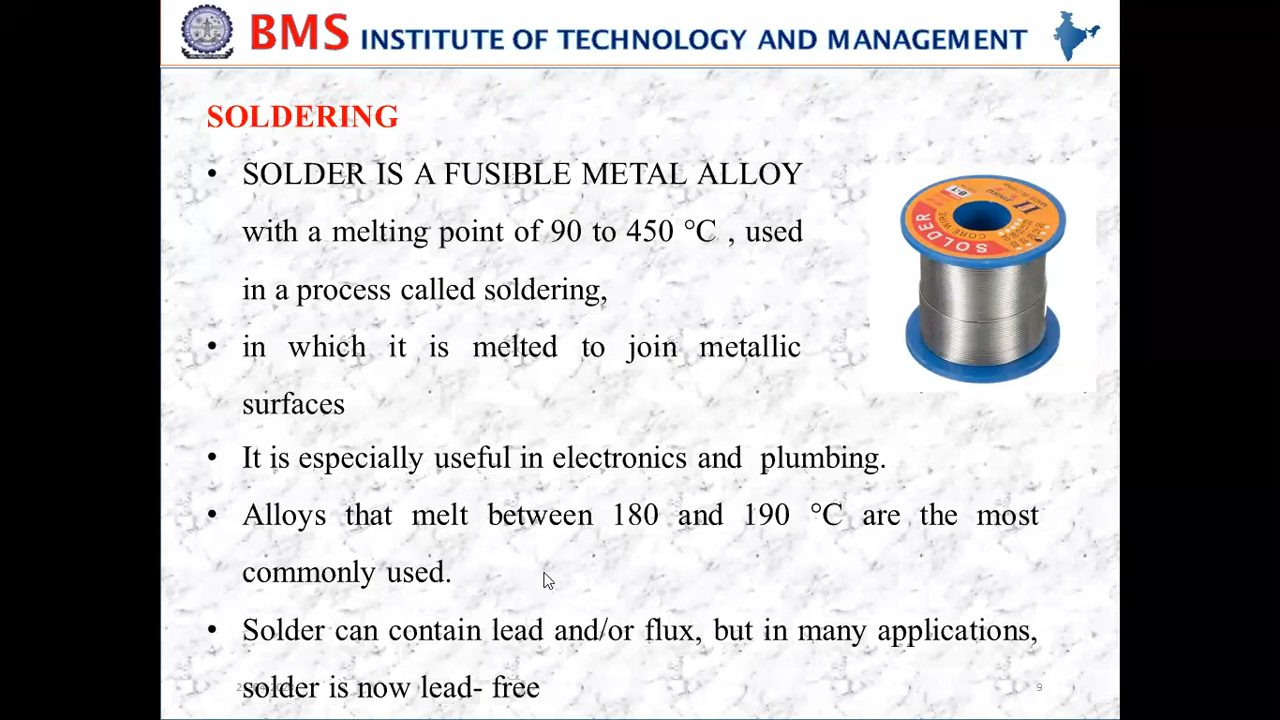 BMS INSTITUTE OF TECHNOLOGY AND MANAGEMENT
SOLDERING
• SOLDER IS A FUSIBLE METAL ALLOY
with a melting point of 90 to 450 °C , used
in a process called soldering,
• in which it is melted to join metallic
surfaces
• It is especially useful in electronics and plumbing.
• Alloys that melt between 180 and 190 °C are the most
commonly used.
• Solder can contain lead and/or flux, but in many applications,
solder is now lead- free
9
SOLDER
CORE WIRE